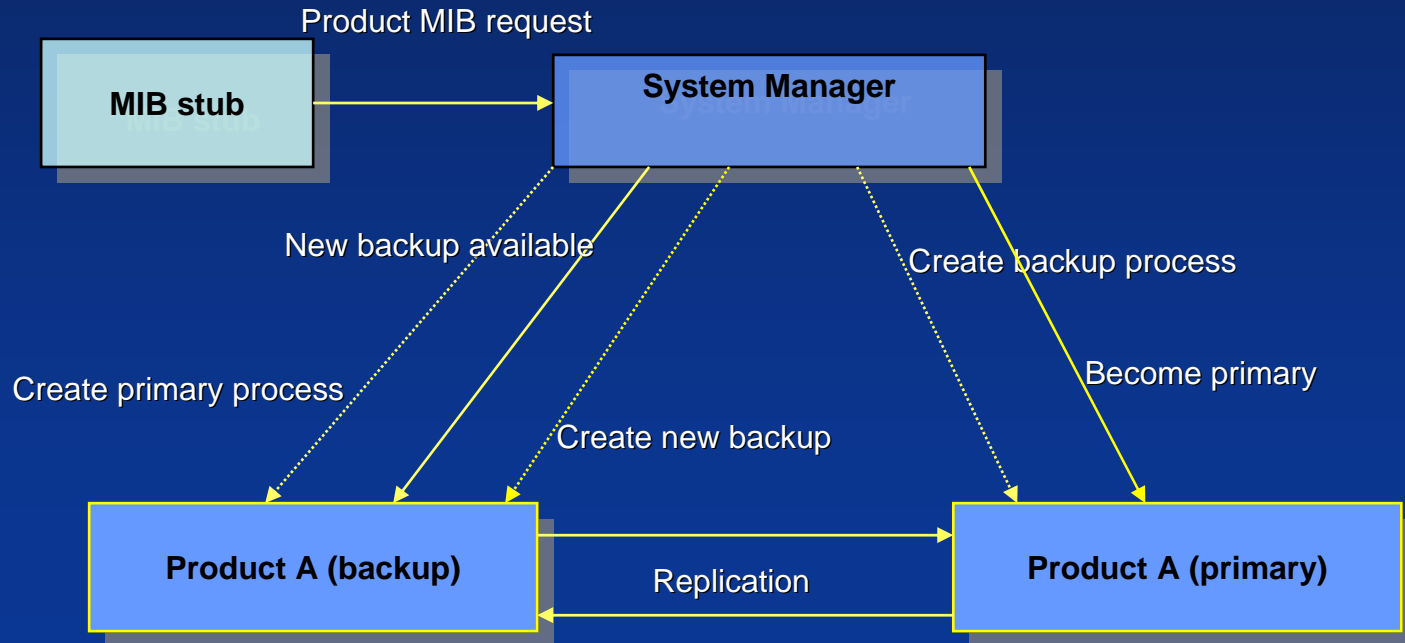 Product MIB request
MIB stub
System Manager
New backup available
Create backup process
Create primary process
Become primary
Create new backup
Product A (backup)
Replication
Product A (primary)